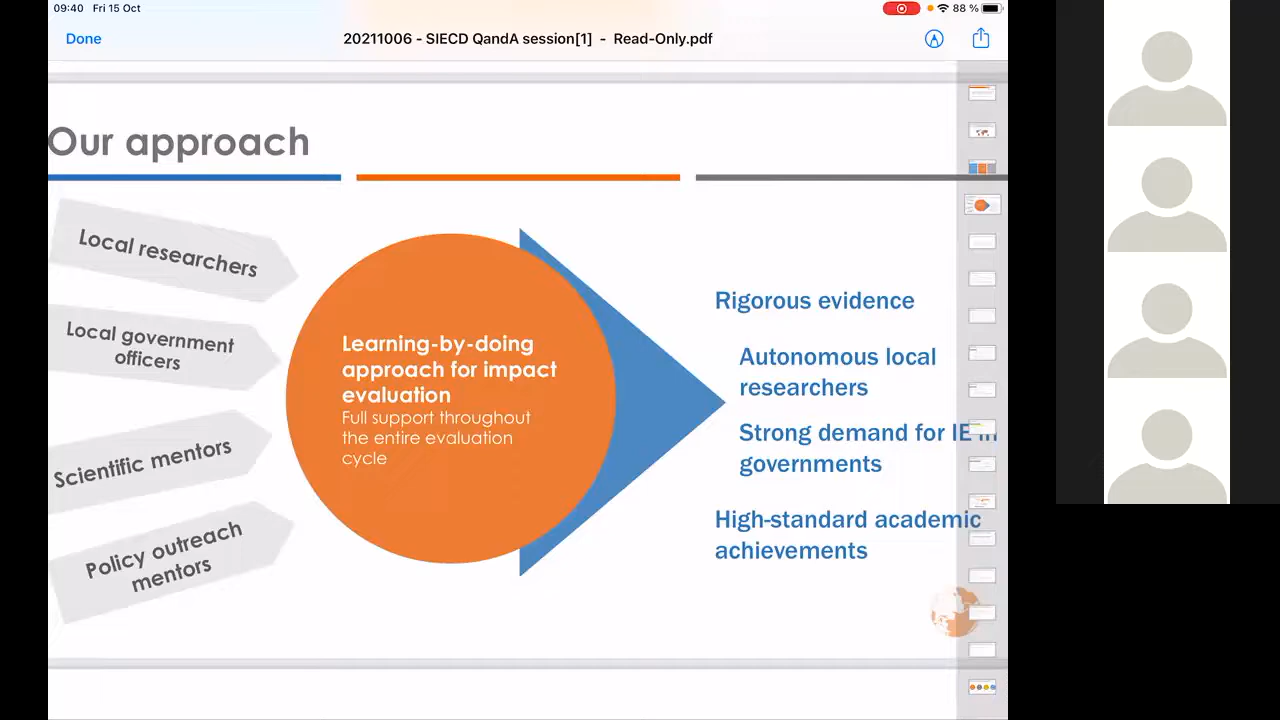 09:40 Fri 15 Oct
88 %
Done
20211006 - SIECD QandA session[1] - Read-Only.pdf
Our approach
Local researchers
Local government
officers
Scientific mentors
Policy outreach
mentors
Learning-by-doing
approach for impact
evaluation
Full support throughout
the entire evaluation
cycle
Rigorous evidence
Autonomous local
researchers
Strong demand for IE in
governments
High-standard academic
achievements